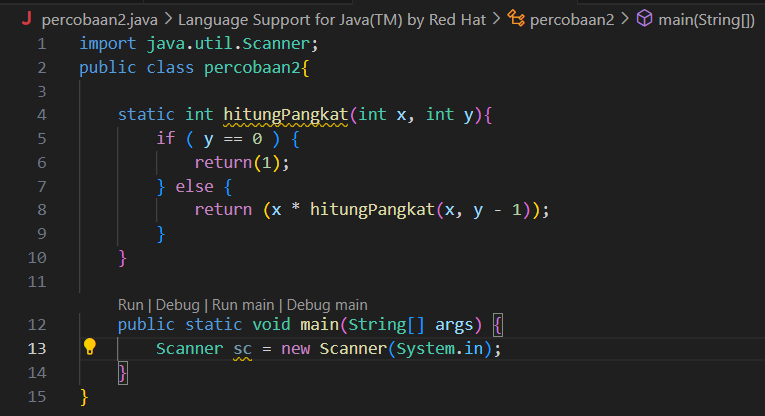 J percobaan2.java > Language Support for Java(TM) by Red Hat > percobaan2 > main(String[])
1 import java.util.Scanner;
2 public class percobaan2{
3
4 static int hitungPangkat(int x, int y){
5 if ( y == 0 ) {
6 return(1);
7 } else {
8 return (x * hitungPangkat(x, y - 1));
9 }
10 }
11
Run | Debug | Run main | Debug main
12 public static void main(String[] args) {
13 Scanner sc = new Scanner(System.in);
14 }
15 }